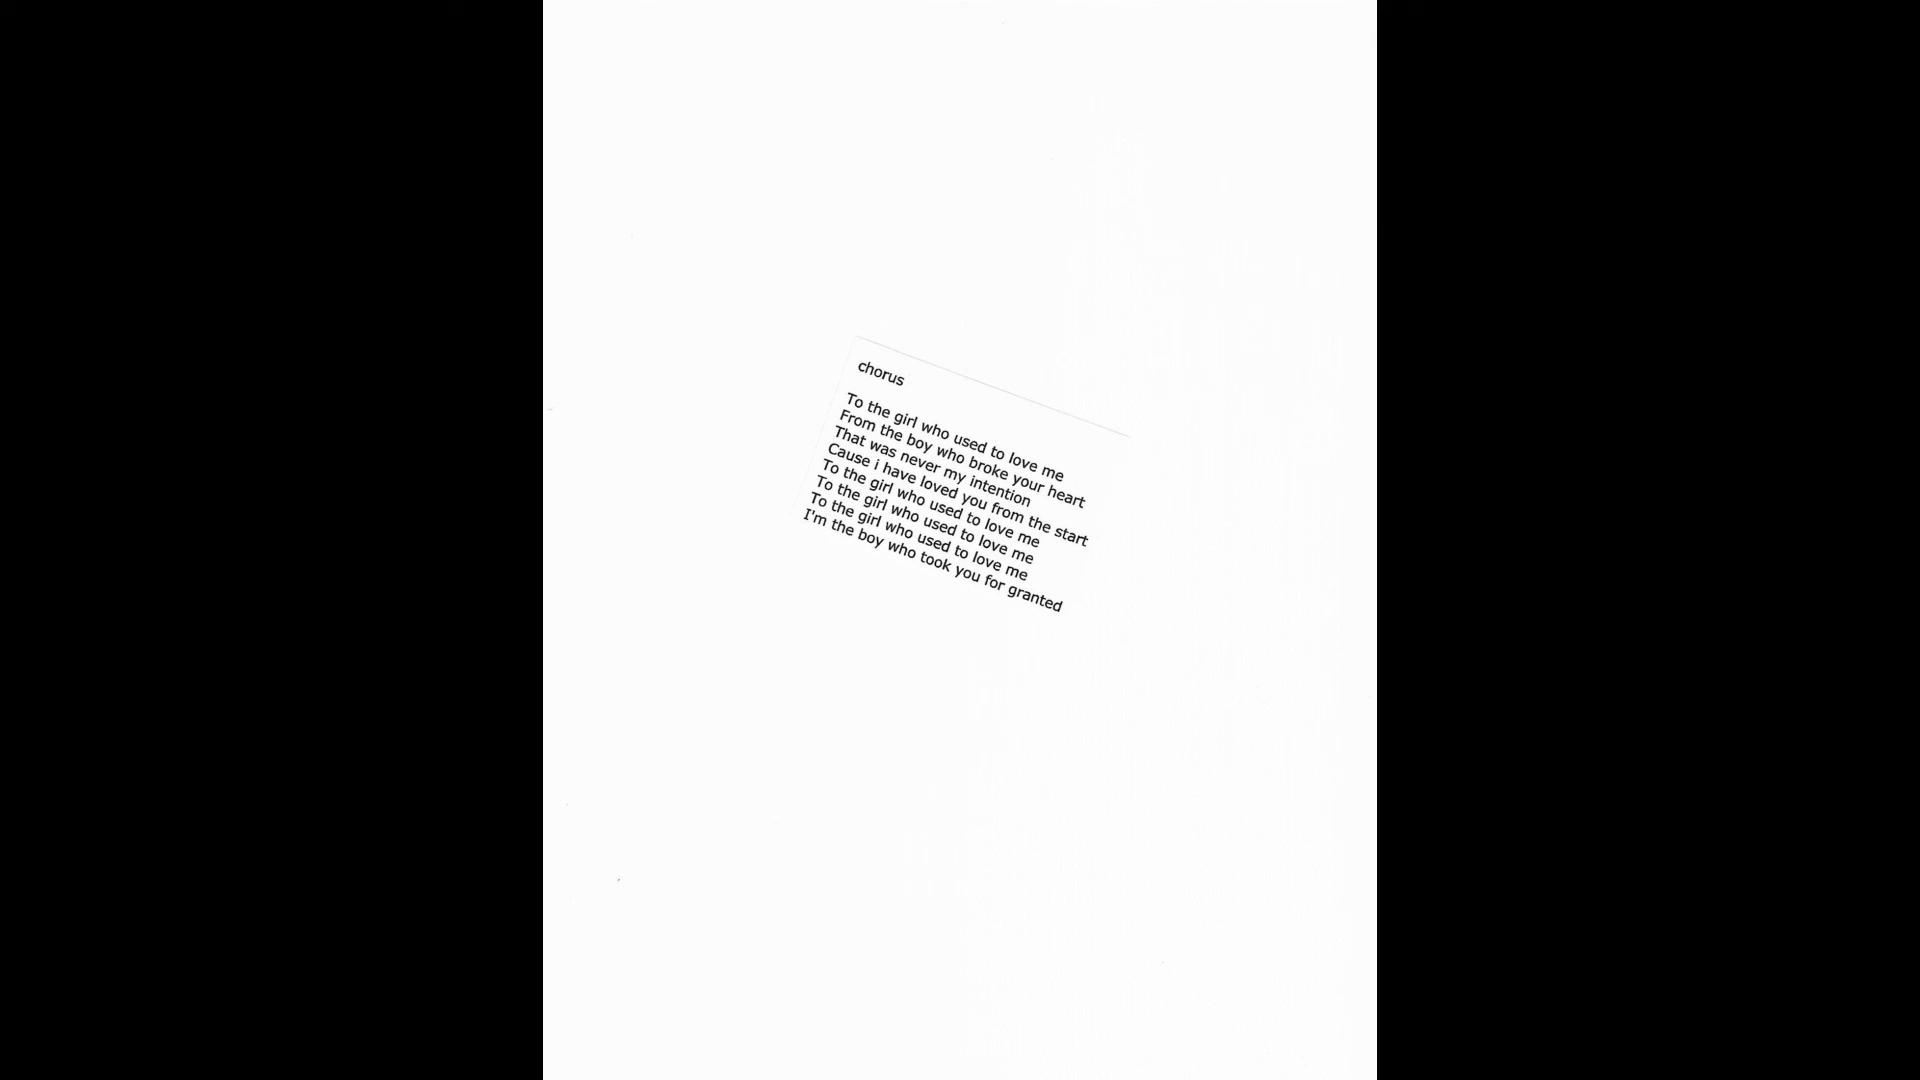 chorus
To the girl who used to love me
From the boy who broke your heart
That was never my intention
Cause i have loved you from the start
To the girl who used to love me
To the girl who used to love me
To the girl who used to love me
I'm the boy who took you for granted